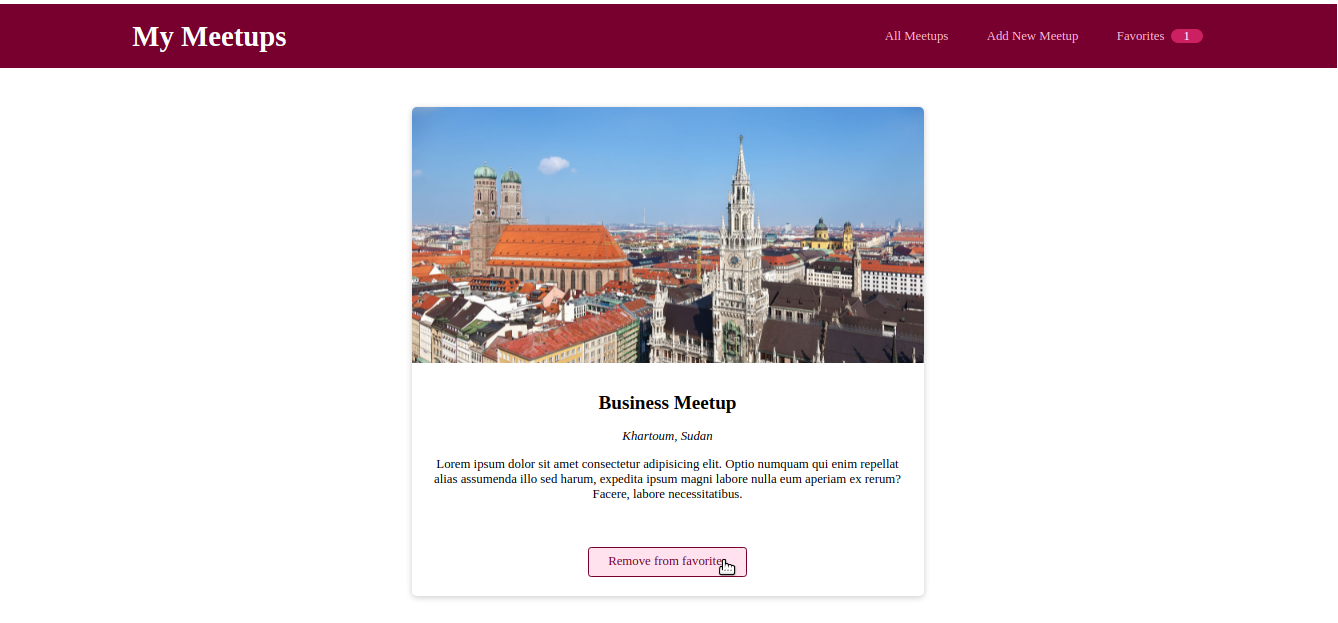 My Meetups
All Meetups
Add New Meetup
Favorites 1
Business Meetup
Khartoum, Sudan
Lorem ipsum dolor sit amet consectetur adipisicing elit. Optio numquam qui enim repellat
alias assumenda illo sed harum, expedita ipsum magni labore nulla eum aperiam ex rerum?
Facere, labore necessitatibus.
Remove from favorites